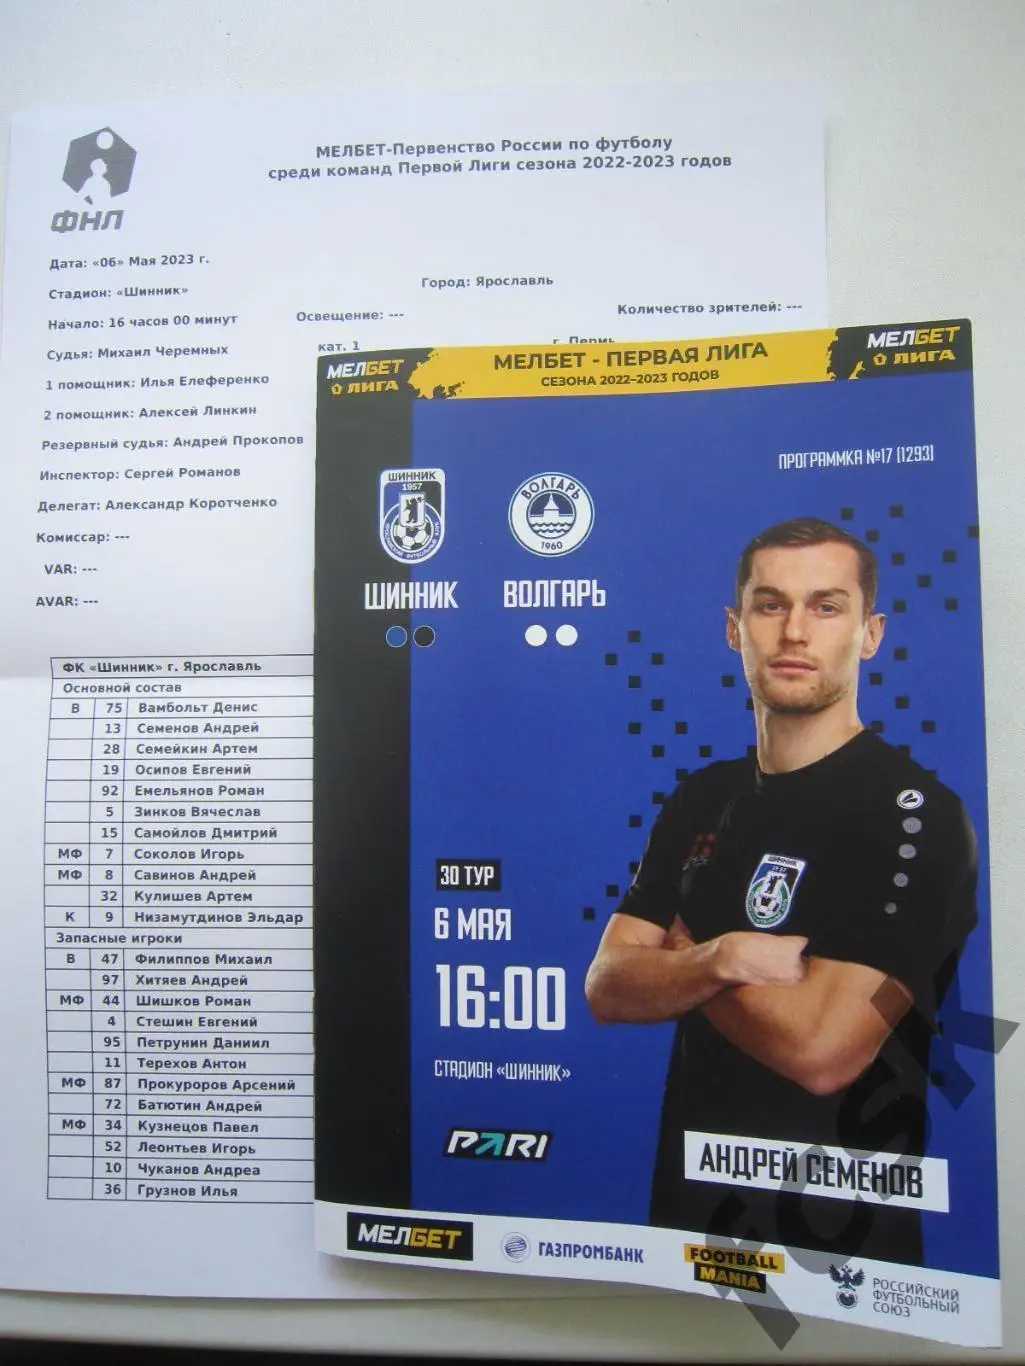 МЕЛБЕТ-Первенство России по футболу
среди команд Первой Лиги сезона 2022-2023 годов
ФНЛ
Дата: «06» Мая 2023 г.
Город: Ярославль
Стадион: «Шинник»
Количество зрителей: ---
Начало: 16 часов 00 минут
Освещение: ---
Судья: Михаил Черемных
кат. 1
г. Пермь
1 помощник: Илья Елеференко
2 помощник: Алексей Линкин
Резервный судья: Андрей Прокопов
Инспектор: Сергей Романов
Делегат: Александр Коротченко
Комиссар: ---
VAR: ---
AVAR: ---
ФК «Шинник» г. Ярославль
Основной состав
В 75 Вамбольт Денис
13 Семенов Андрей
28 Семейкин Артем
19 Осипов Евгений
92 Емельянов Роман
5 Зинков Вячеслав
15 Самойлов Дмитрий
МФ 7 Соколов Игорь
МФ 8 Савинов Андрей
32 Кулишев Артем
К 9 Низамутдинов Эльдар
Запасные игроки
В 47 Филиппов Михаил
97 Хитяев Андрей
МФ 44 Шишков Роман
4 Стешин Евгений
95 Петрунин Даниил
11 Терехов Антон
МФ 87 Прокуроров Арсений
72 Батютин Андрей
МФ 34 Кузнецов Павел
52 Леонтьев Игорь
10 Чуканов Андреа
36 Грузнов Илья
МЕЛБЕТ
ЛИГА
МЕЛБЕТ - ПЕРВАЯ ЛИГА
СЕЗОНА 2022-2023 ГОДОВ
МЕЛБЕТ
ЛИГА
ПРОГРАММКА №17 (1293)
ШИННИК
1957
ЯРОСЛАВСКИЙ ФУТБОЛЬНЫЙ КЛУБ
ВОЛГАРЬ
1960
ШИННИК
ВОЛГАРЬ
ШИННИК
1957
30 ТУР
6 МАЯ
16:00
СТАДИОН «ШИННИК»
PARI
АНДРЕЙ СЕМЕНОВ
МЕЛБЕТ
ГАЗПРОМБАНК
FOOTBALL
MANIA
РОССИЙСКИЙ
ФУТБОЛЬНЫЙ
СОЮЗ